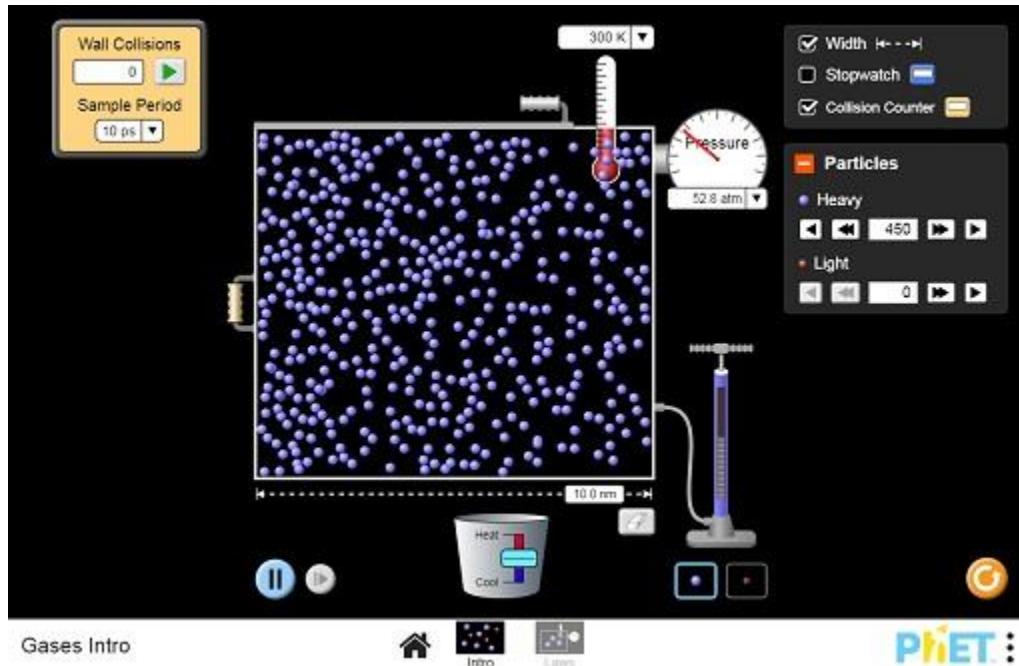 Wall Collisions
0
Sample Period
10 ps
300 K
Pressure
52.8 atm
Width
Stopwatch
Collision Counter
Particles
Heavy
450
Light
0
10.0 nm
Heat
Cool
Gases Intro
Intro
Laws
PhET